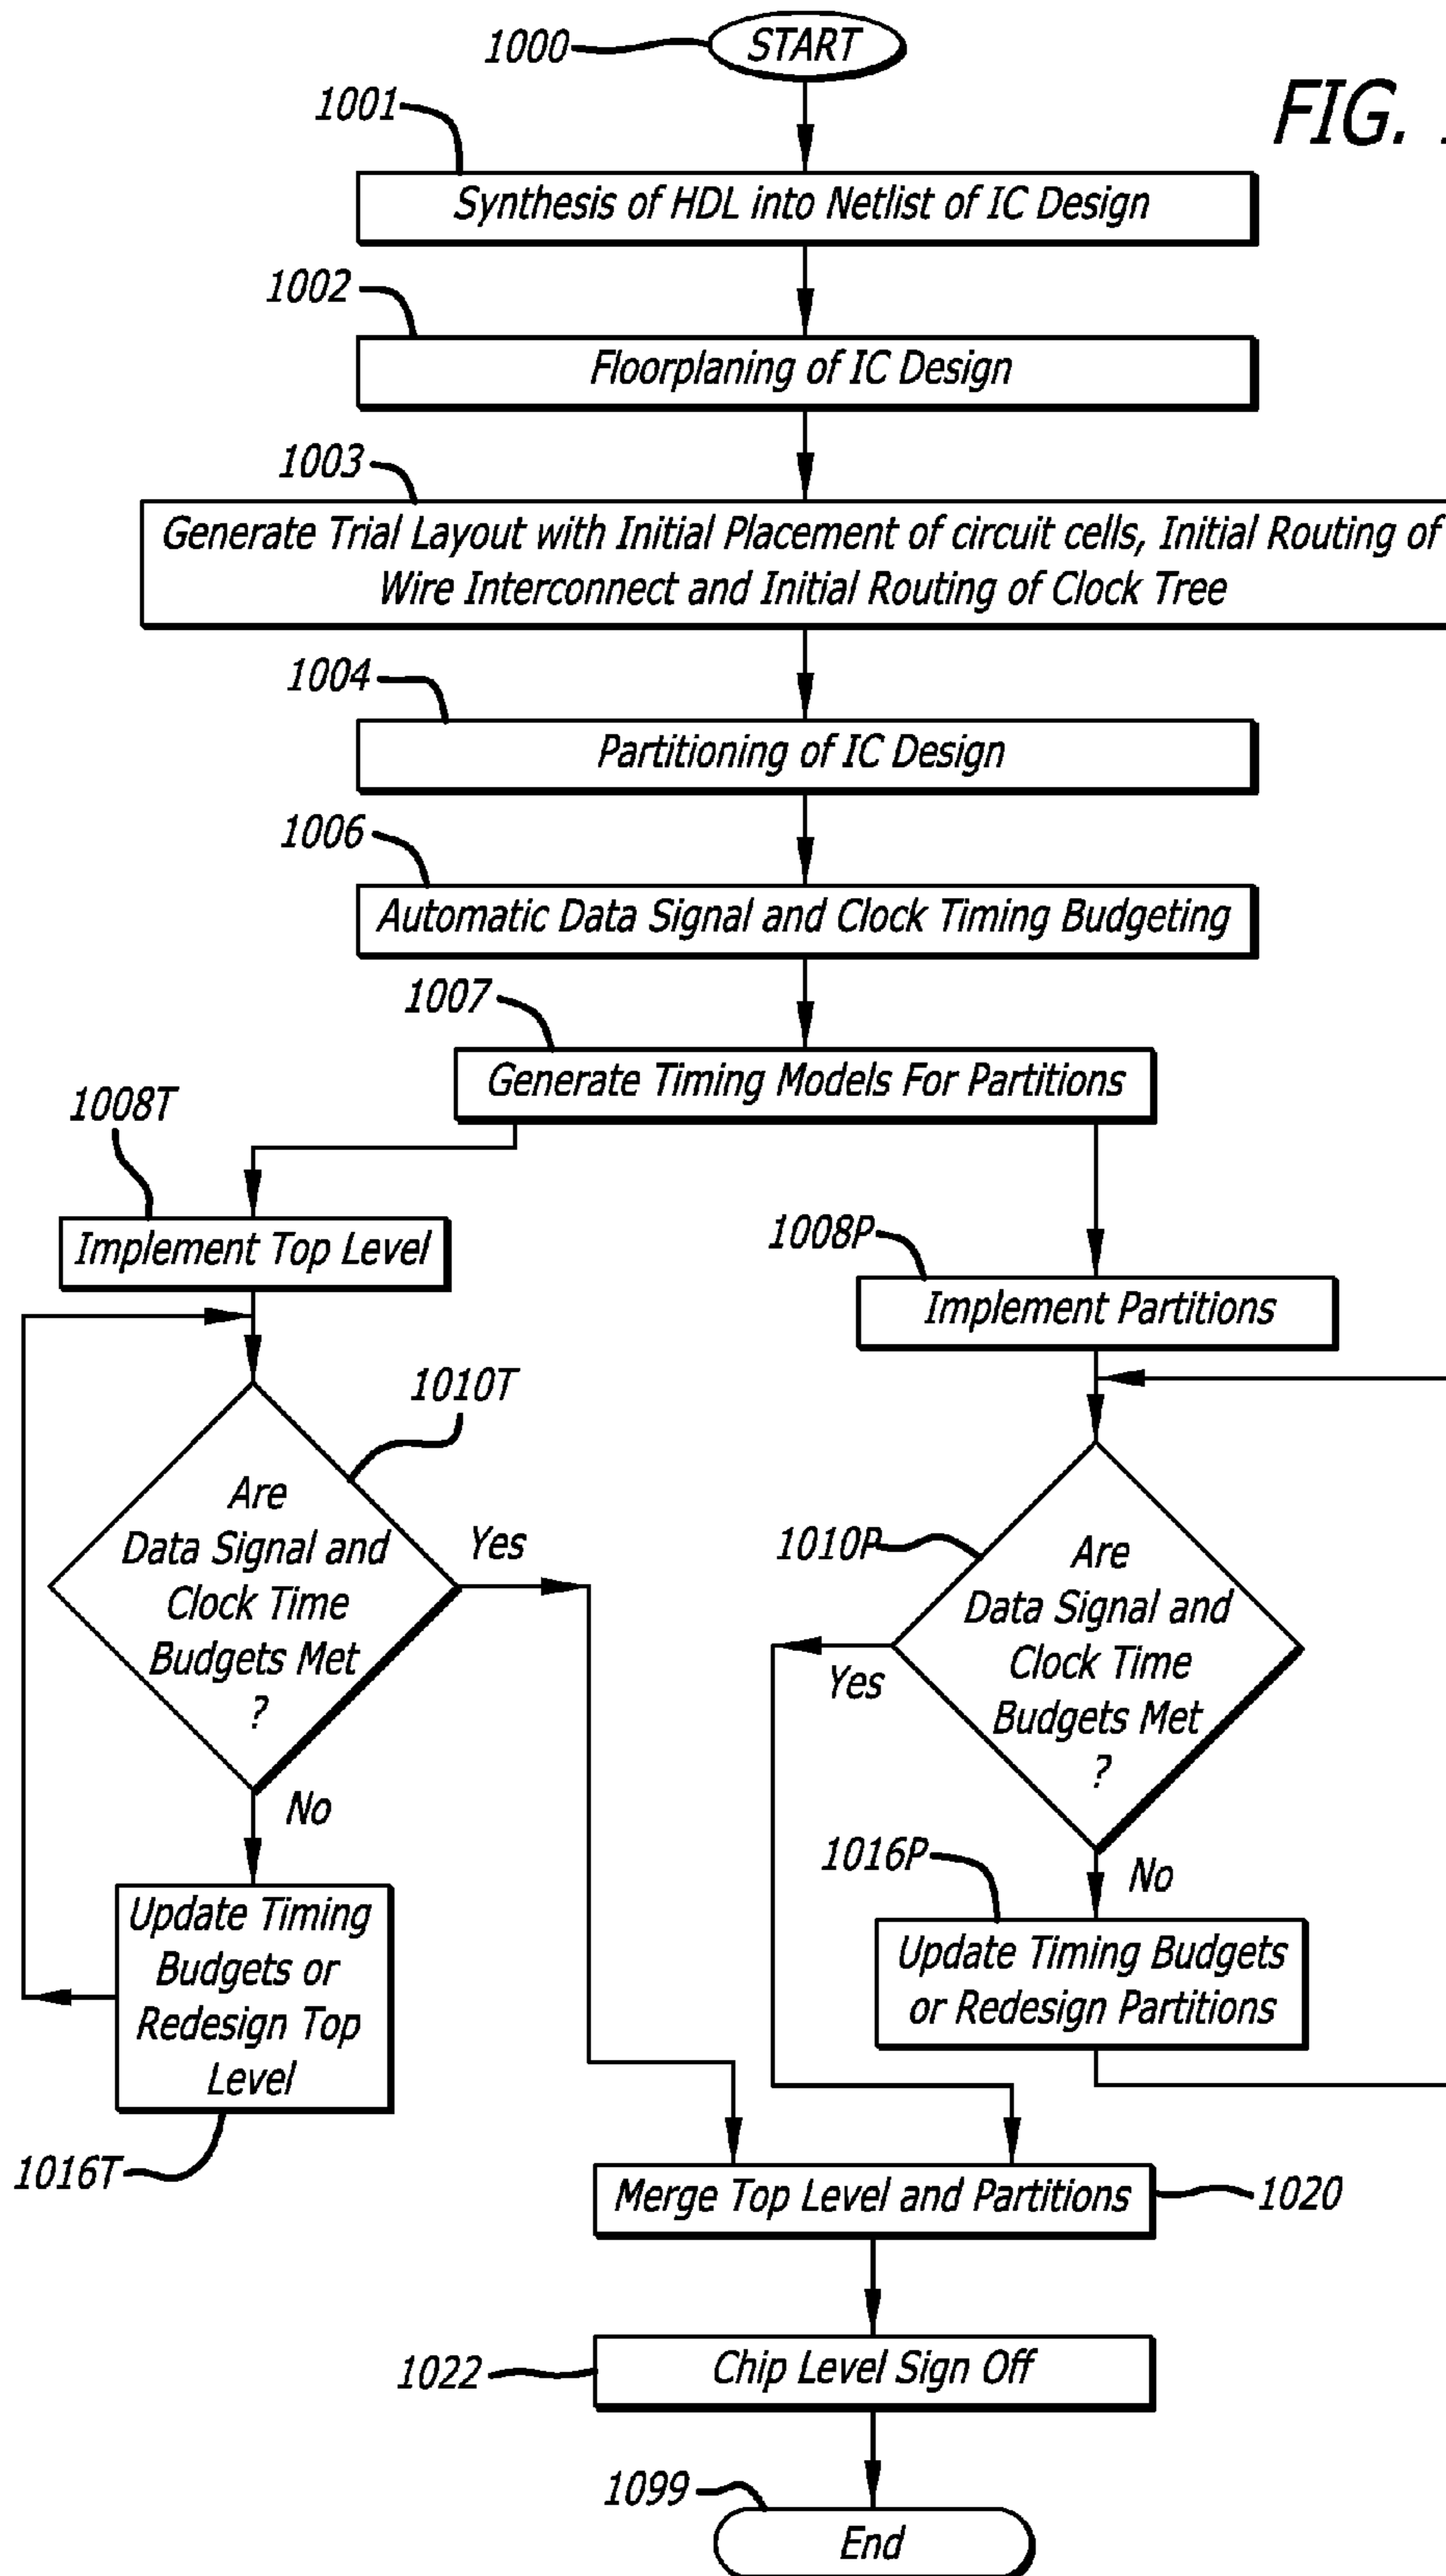 1000
START
FIG.
1001
Synthesis of HDL into Netlist of IC Design
1002
Floorplaning of IC Design
1003
Generate Trial Layout with Initial Placement of circuit cells, Initial Routing of
Wire Interconnect and Initial Routing of Clock Tree
1004
Partitioning of IC Design
1006
Automatic Data Signal and Clock Timing Budgeting
1007
Generate Timing Models For Partitions
1008T
Implement Top Level
1008P
Implement Partitions
1010T
Are
Data Signal and
Clock Time
Budgets Met
?
Yes
No
1010P
Are
Data Signal and
Clock Time
Budgets Met
?
Yes
No
Update Timing
Budgets or
Redesign Top
Level
1016T
1016P
Update Timing Budgets
or Redesign Partitions
Merge Top Level and Partitions
1020
1022
Chip Level Sign Off
1099
End